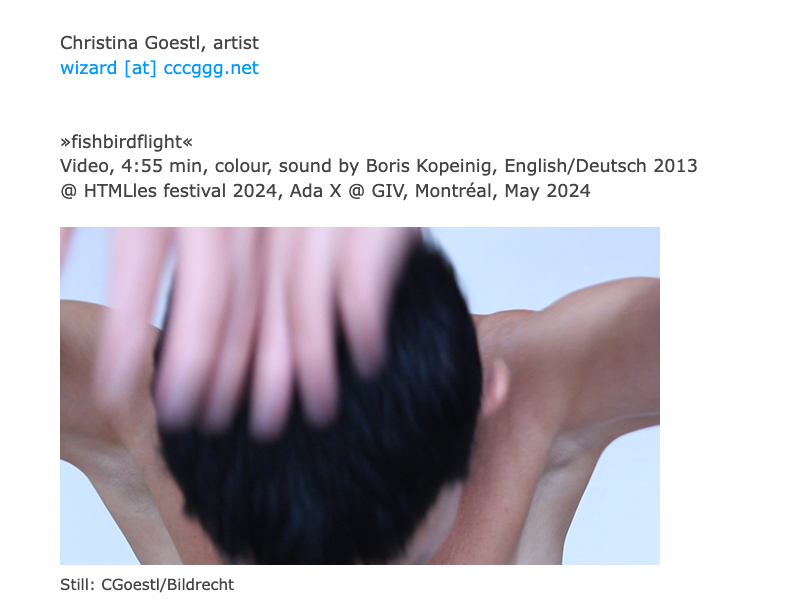 Christina Goestl, artist
wizard [at] cccggg.net
»fishbirdflight«
Video, 4:55 min, colour, sound by Boris Kopeinig, English/Deutsch 2013
@ HTMLles festival 2024, Ada X @ GIV, Montréal, May 2024
Still: CGoestl/Bildrecht